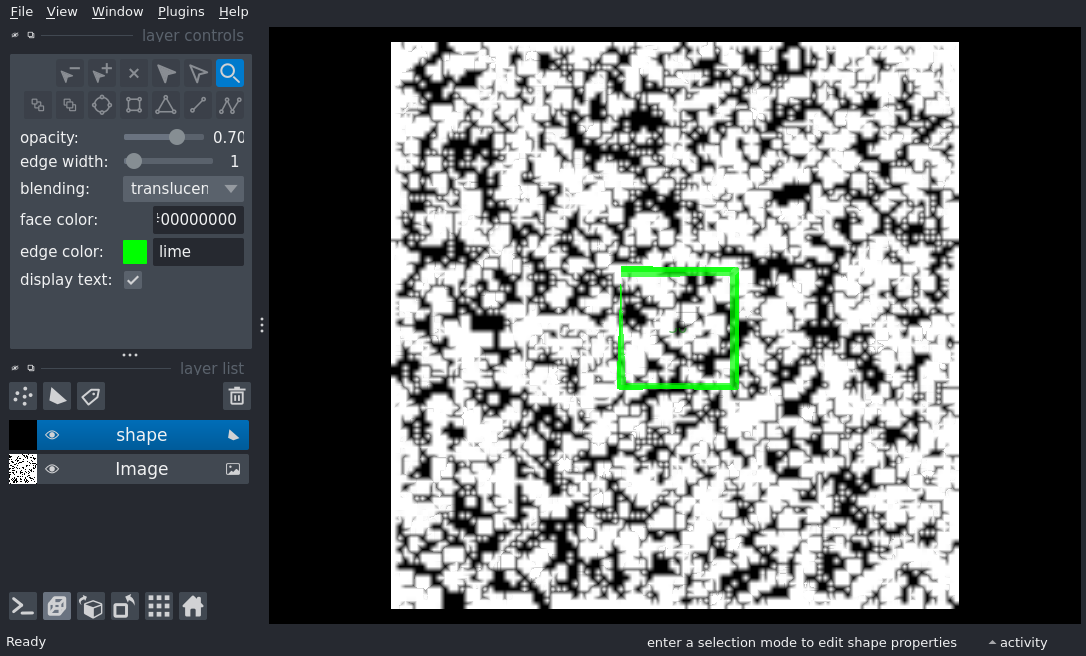 File View Window Plugins Help
layer controls
opacity: 0.70
edge width: 1
blending: translucen
face color: #00000000
edge color: lime
display text:
layer list
shape
Image
Ready
enter a selection mode to edit shape properties
activity